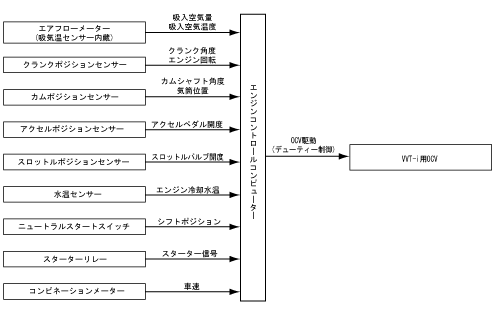 エアフローメーター
(吸気温センサー内蔵)
吸入空気量
吸入空気温度
クランクポジションセンサー
クランク角度
エンジン回転
カムポジションセンサー
カムシャフト角度
気筒位置
アクセルポジションセンサー
アクセルペダル開度
スロットルポジションセンサー
スロットルバルブ開度
水温センサー
エンジン冷却水温
ニュートラルスタートスイッチ
シフトポジション
スターターリレー
スターター信号
コンビネーションメーター
車速
エンジンコントロールコンピューター
OCV駆動
(デューティー制御)
VVT-i用OCV